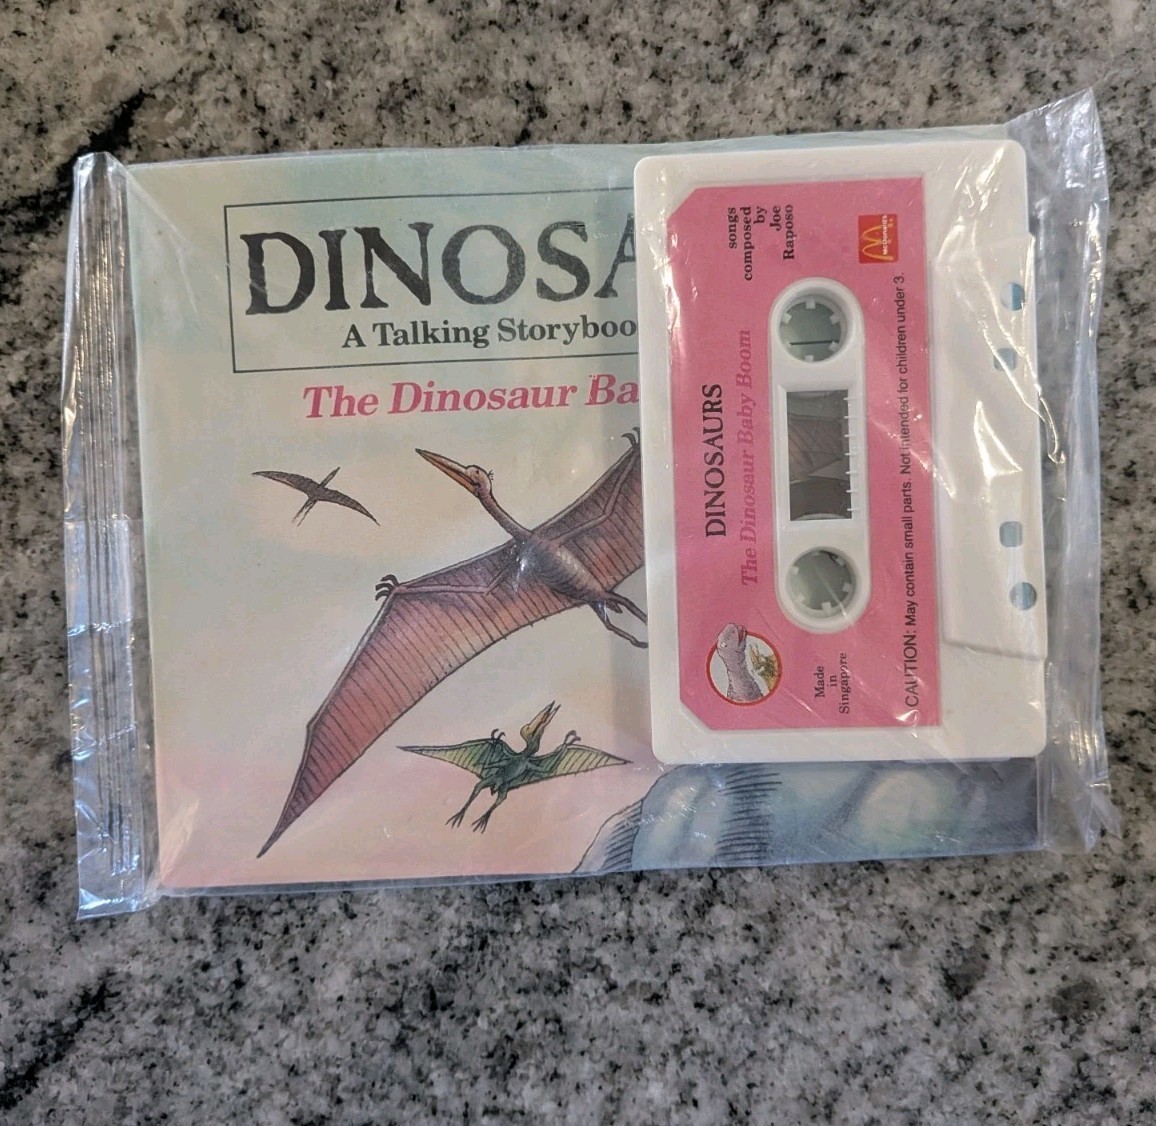 DINOSA
A Talking Storyboo
The Dinosaur Ba
songs
composed
by
Joe
Raposo
McDonald's
DINOSAURS
The Dinosaur Baby Boom
Made
in
Singapore
CAUTION: May contain small parts. Not intended for children under 3.